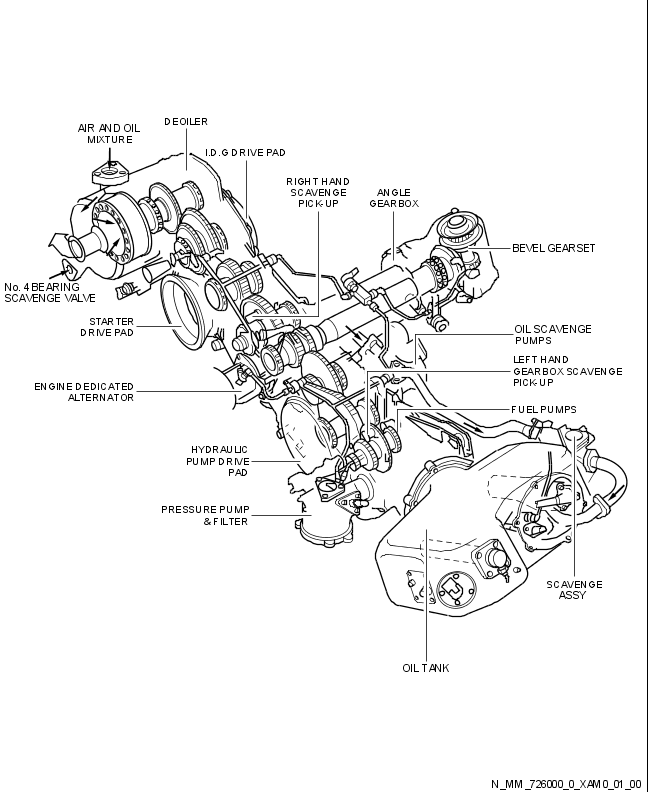 DEOILER
AIR AND OIL
MIXTURE
I.D.G DRIVE PAD
RIGHT HAND
SCAVENGE
PICK-UP
ANGLE
GEARBOX
BEVEL GEARSET
No. 4 BEARING
SCAVENGE VALVE
STARTER
DRIVE PAD
OIL SCAVENGE
PUMPS
LEFT HAND
GEARBOX SCAVENGE
PICK-UP
ENGINE DEDICATED
ALTERNATOR
FUEL PUMPS
HYDRAULIC
PUMP DRIVE
PAD
PRESSURE PUMP
& FILTER
SCAVENGE
ASSY
OIL TANK
N_MM_726000_0_XAM0_01_00